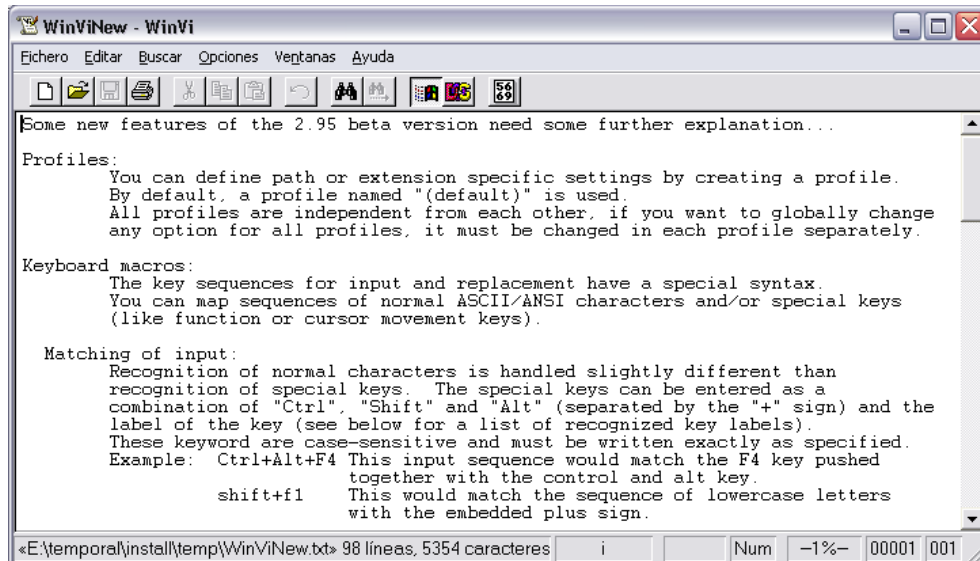 WinViNew - WinVi
Fichero Editar Buscar Opciones Ventanas Ayuda
56
69
Some new features of the 2.95 beta version need some further explanation...
Profiles:
You can define path or extension specific settings by creating a profile.
By default, a profile named "(default)" is used.
All profiles are independent from each other, if you want to globally change
any option for all profiles, it must be changed in each profile separately.
Keyboard macros:
The key sequences for input and replacement have a special syntax.
You can map sequences of normal ASCII/ANSI characters and/or special keys
(like function or cursor movement keys).
Matching of input:
Recognition of normal characters is handled slightly different than
recognition of special keys.  The special keys can be entered as a
combination of "Ctrl", "Shift" and "Alt" (separated by the "+" sign) and the
label of the key (see below for a list of recognized key labels).
These keyword are case-sensitive and must be written exactly as specified.
Example:  Ctrl+Alt+F4 This input sequence would match the F4 key pushed
together with the control and alt key.
shift+f1    This would match the sequence of lowercase letters
with the embedded plus sign.
«E:\temporal\install\temp\WinViNew.txt» 98 líneas, 5354 caracteres i Num —1%— 00001 001